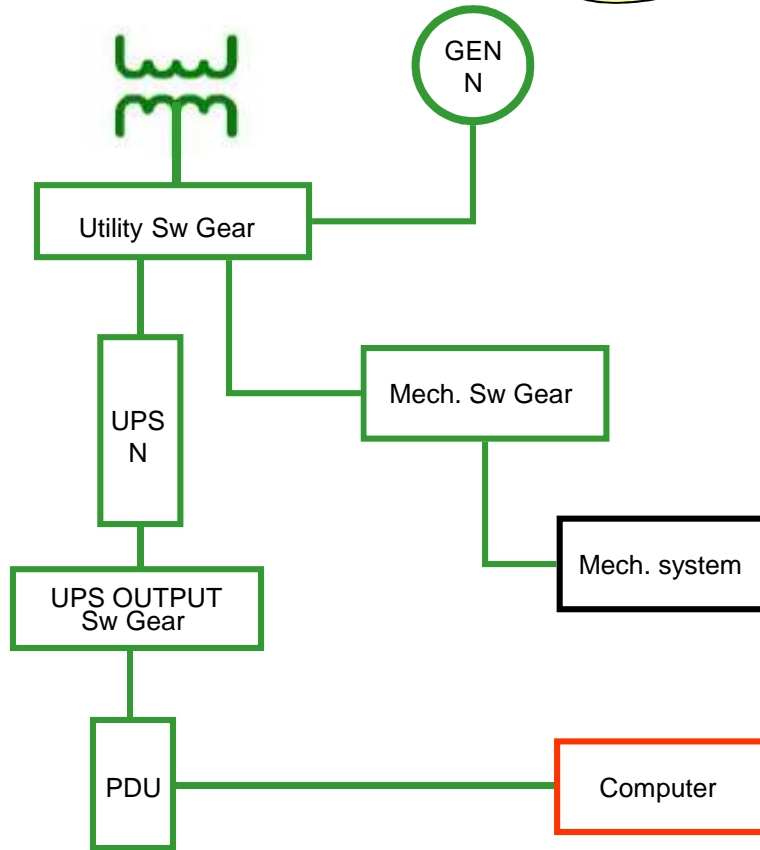 GEN
N
Utility Sw Gear
Mech. Sw Gear
UPS
N
Mech. system
UPS OUTPUT
Sw Gear
PDU
Computer